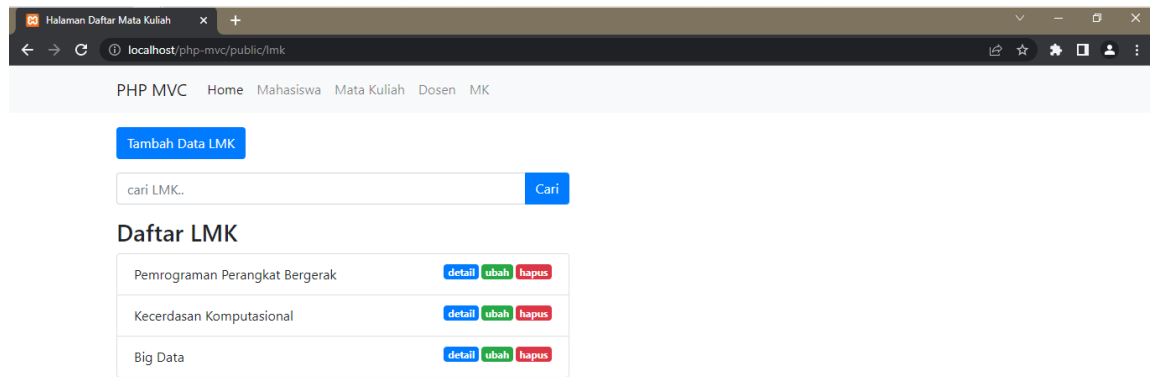 Halaman Daftar Mata Kuliah
localhost/php-mvc/public/lmk
PHP MVC Home Mahasiswa Mata Kuliah Dosen MK
Tambah Data LMK
cari LMK.. Cari
Daftar LMK
Pemrograman Perangkat Bergerak detail ubah hapus
Kecerdasan Komputasional detail ubah hapus
Big Data detail ubah hapus